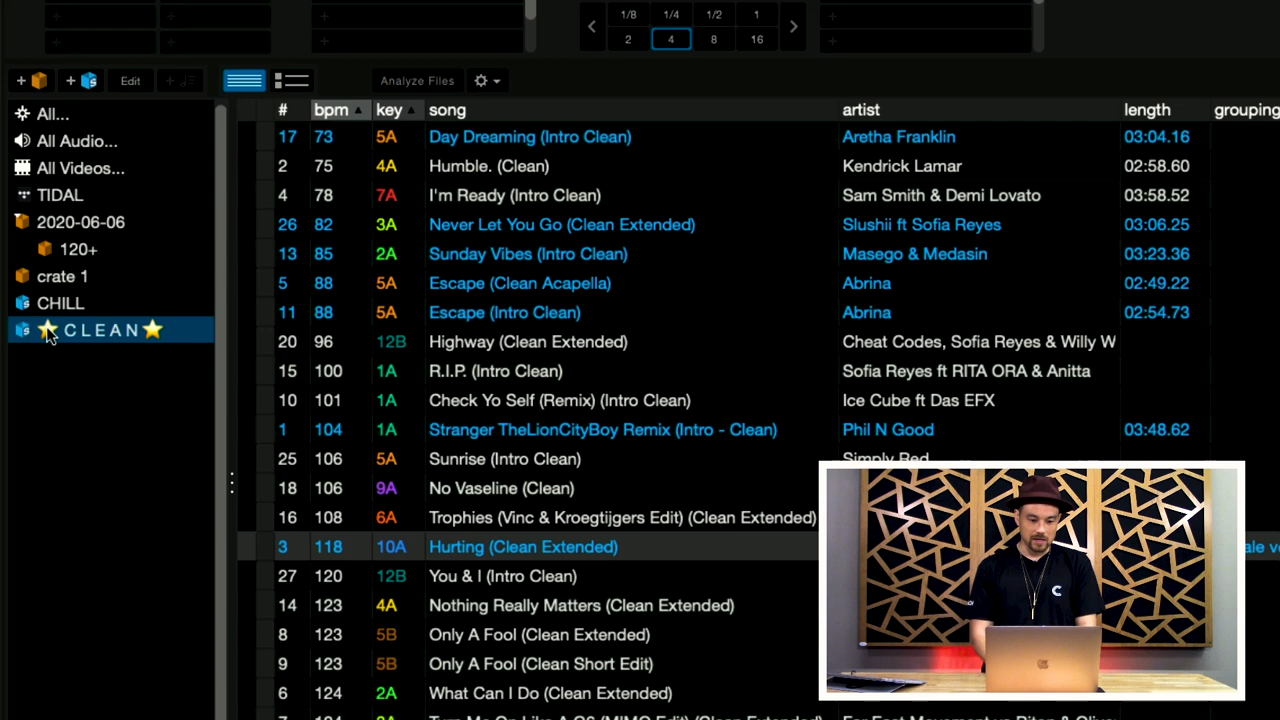 1/8 1/4 1/2 1
2 4 8 16
+ + Edit Analyze Files
All...
All Audio...
All Videos...
TIDAL
2020-06-06
120+
crate 1
CHILL
⭐ C L E A N ⭐
# bpm key song artist length grouping
17 73 5A Day Dreaming (Intro Clean) Aretha Franklin 03:04.16
2 75 4A Humble. (Clean) Kendrick Lamar 02:58.60
4 78 7A I'm Ready (Intro Clean) Sam Smith & Demi Lovato 03:58.52
26 82 3A Never Let You Go (Clean Extended) Slushii ft Sofia Reyes 03:06.25
13 85 2A Sunday Vibes (Intro Clean) Masego & Medasin 03:23.36
5 88 5A Escape (Clean Acapella) Abrina 02:49.22
11 88 5A Escape (Intro Clean) Abrina 02:54.73
20 96 12B Highway (Clean Extended) Cheat Codes, Sofia Reyes & Willy W
15 100 1A R.I.P. (Intro Clean) Sofia Reyes ft RITA ORA & Anitta
10 101 1A Check Yo Self (Remix) (Intro Clean) Ice Cube ft Das EFX
1 104 1A Stranger TheLionCityBoy Remix (Intro - Clean) Phil N Good 03:48.62
25 106 5A Sunrise (Intro Clean) Simply Red
18 106 9A No Vaseline (Clean)
16 108 6A Trophies (Vinc & Kroegtijgers Edit) (Clean Extended)
3 118 10A Hurting (Clean Extended)
27 120 12B You & I (Intro Clean)
14 123 4A Nothing Really Matters (Clean Extended)
8 123 5B Only A Fool (Clean Extended)
9 123 5B Only A Fool (Clean Short Edit)
6 124 2A What Can I Do (Clean Extended)